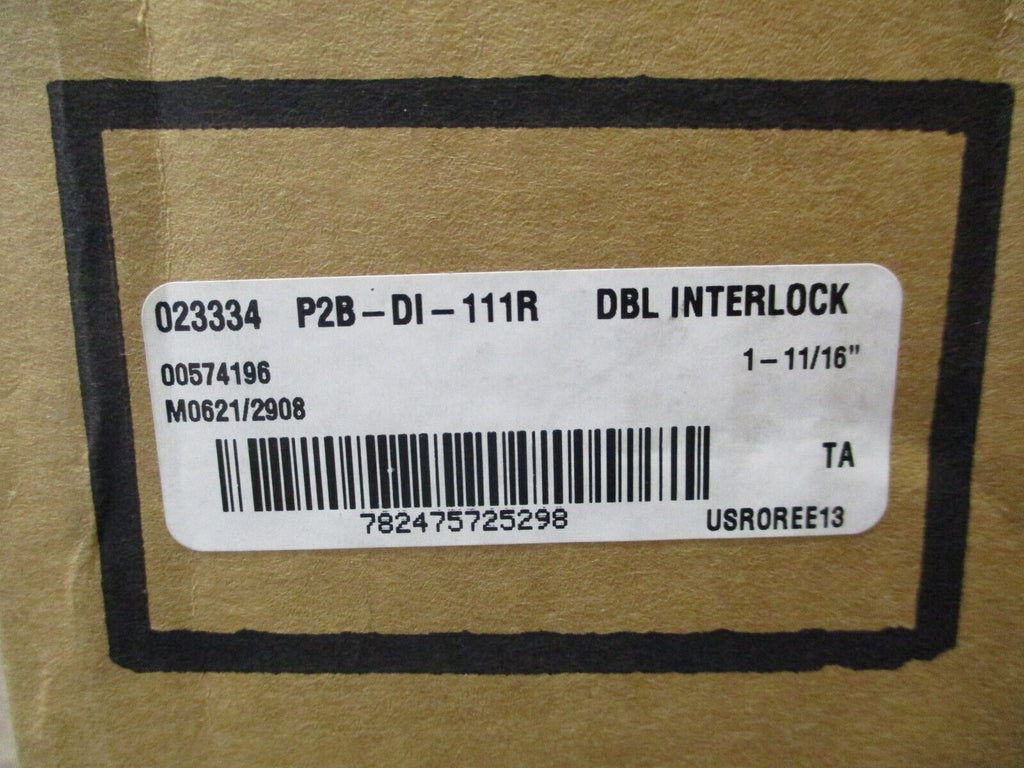 023334 P2B-DI-111R DBL INTERLOCK
1-11/16"
00574196
M0621/2908
TA
782475725298
USROREE13